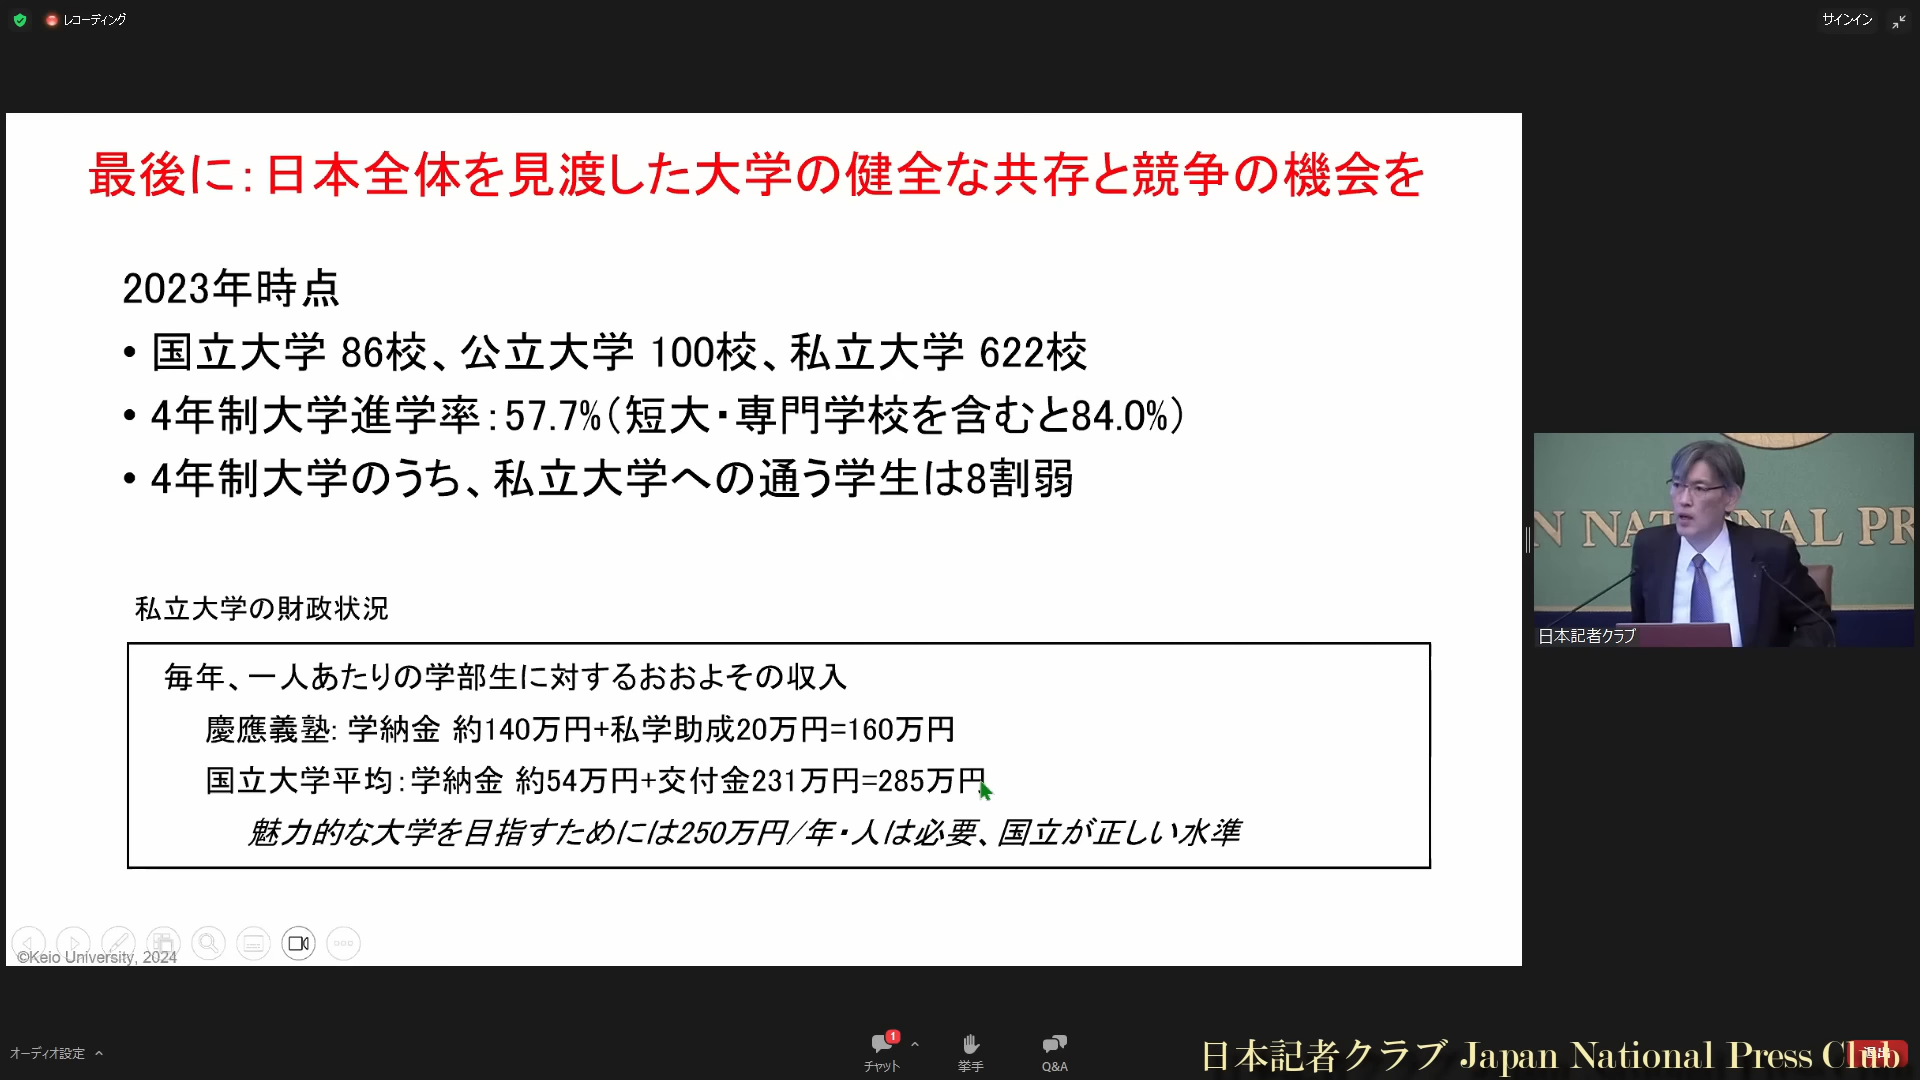 レコーディング
サインイン
最後に：日本全体を見渡した大学の健全な共存と競争の機会を
2023年時点
• 国立大学 86校、公立大学 100校、私立大学 622校
• 4年制大学進学率：57.7%（短大・専門学校を含むと84.0%）
• 4年制大学のうち、私立大学への通う学生は8割弱
私立大学の財政状況
毎年、一人あたりの学部生に対するおおよその収入
慶應義塾: 学納金 約140万円+私学助成20万円=160万円
国立大学平均：学納金 約54万円+交付金231万円=285万円
魅力的な大学を目指すためには250万円/年・人は必要、国立が正しい水準
©Keio University, 2024
N NATIONAL PR
日本記者クラブ
オーディオ設定
1
チャット
挙手
Q&A
日本記者クラブ Japan National Press Club
退出